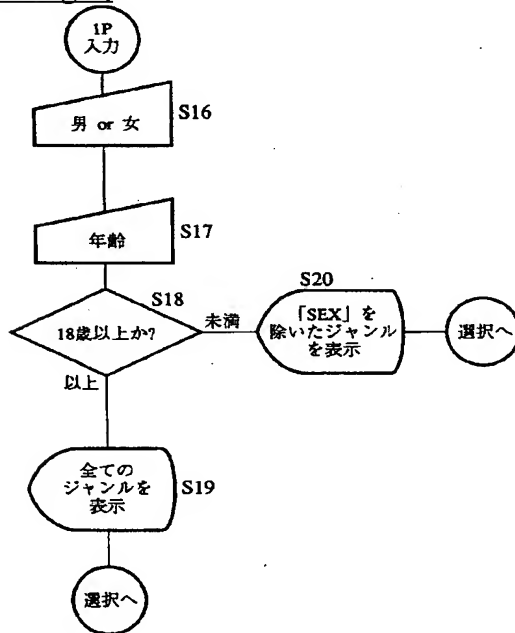 1P
入力
男 or 女
S16
年齢
S17
S18
18歳以上か?
未満
以上
S20
「SEX」を
除いたジャンル
を表示
選択へ
全ての
ジャンルを
表示
S19
選択へ